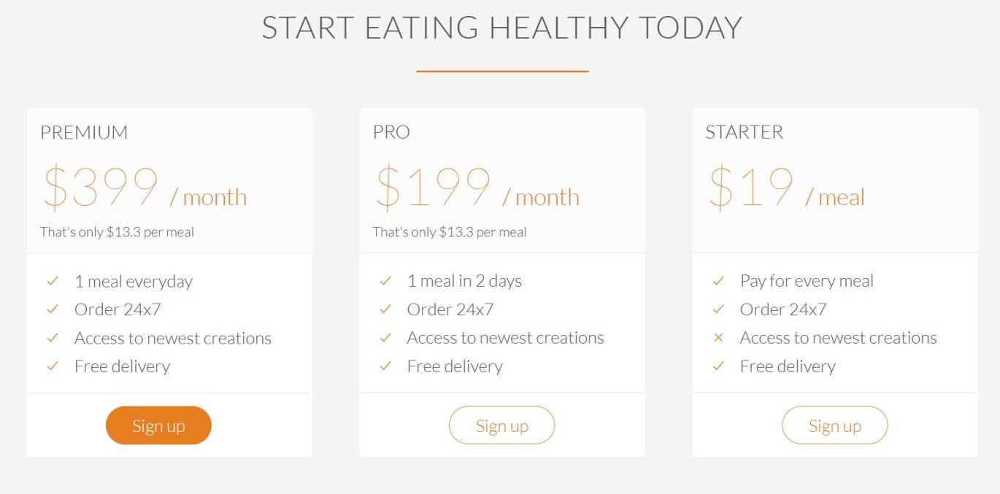 START EATING HEALTHY TODAY
PREMIUM
$399 / month
That's only $13.3 per meal
1 meal everyday
Order 24x7
Access to newest creations
Free delivery
Sign up
PRO
$199 / month
That's only $13.3 per meal
1 meal in 2 days
Order 24x7
Access to newest creations
Free delivery
Sign up
STARTER
$19 / meal
Pay for every meal
Order 24x7
Access to newest creations
Free delivery
Sign up